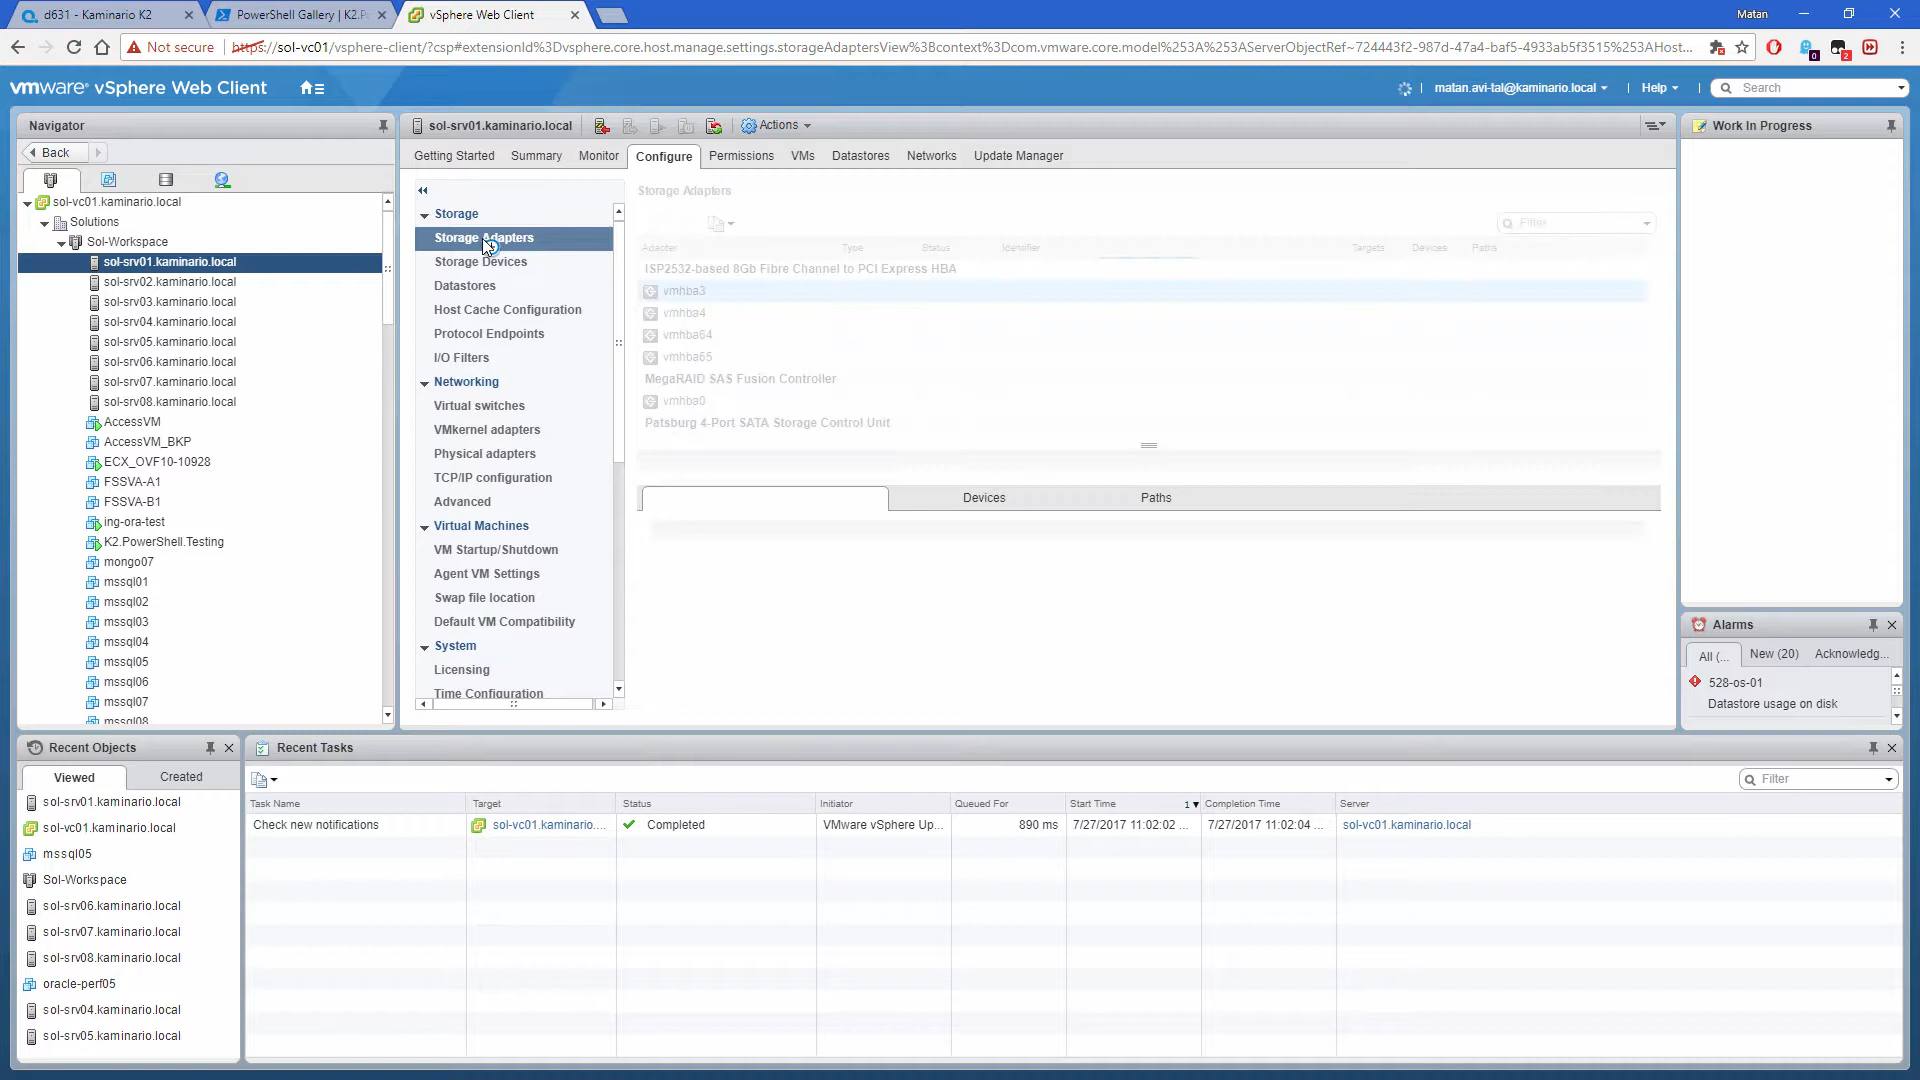 d631 - Kaminario K2
PowerShell Gallery | K2.P
vSphere Web Client
Matan
Not secure
https://sol-vc01/vsphere-client/?csp#extensionId%3Dvsphere.core.host.manage.settings.storageAdaptersView%3Bcontext%3Dcom.vmware.core.model%253A%253AServerObjectRef~724443f2-987d-47a4-baf5-4933ab5f3515%253AHost...
0
2
vmware® vSphere Web Client
matan.avi-tal@kaminario.local
Help
Search
Navigator
Back
sol-vc01.kaminario.local
Solutions
Sol-Workspace
sol-srv01.kaminario.local
sol-srv02.kaminario.local
sol-srv03.kaminario.local
sol-srv04.kaminario.local
sol-srv05.kaminario.local
sol-srv06.kaminario.local
sol-srv07.kaminario.local
sol-srv08.kaminario.local
AccessVM
AccessVM_BKP
ECX_OVF10-10928
FSSVA-A1
FSSVA-B1
ing-ora-test
K2.PowerShell.Testing
mongo07
mssql01
mssql02
mssql03
mssql04
mssql05
mssql06
mssql07
mssql08
sol-srv01.kaminario.local
Actions
Getting Started
Summary
Monitor
Configure
Permissions
VMs
Datastores
Networks
Update Manager
Storage
Storage Adapters
Storage Devices
Datastores
Host Cache Configuration
Protocol Endpoints
I/O Filters
Networking
Virtual switches
VMkernel adapters
Physical adapters
TCP/IP configuration
Advanced
Virtual Machines
VM Startup/Shutdown
Agent VM Settings
Swap file location
Default VM Compatibility
System
Licensing
Time Configuration
Storage Adapters
Filter
Adapter Type Status Identifier Targets Devices Paths
ISP2532-based 8Gb Fibre Channel to PCI Express HBA
vmhba3
vmhba4
vmhba64
vmhba65
MegaRAID SAS Fusion Controller
vmhba0
Patsburg 4-Port SATA Storage Control Unit
Devices
Paths
Work In Progress
Alarms
All (...
New (20)
Acknowledg...
528-os-01
Datastore usage on disk
Recent Objects
Viewed
Created
sol-srv01.kaminario.local
sol-vc01.kaminario.local
mssql05
Sol-Workspace
sol-srv06.kaminario.local
sol-srv07.kaminario.local
sol-srv08.kaminario.local
oracle-perf05
sol-srv04.kaminario.local
sol-srv05.kaminario.local
Recent Tasks
Filter
Task Name Target Status Initiator Queued For Start Time 1 Completion Time Server
Check new notifications sol-vc01.kaminario.... Completed VMware vSphere Up... 890 ms 7/27/2017 11:02:02 ... 7/27/2017 11:02:04 ... sol-vc01.kaminario.local